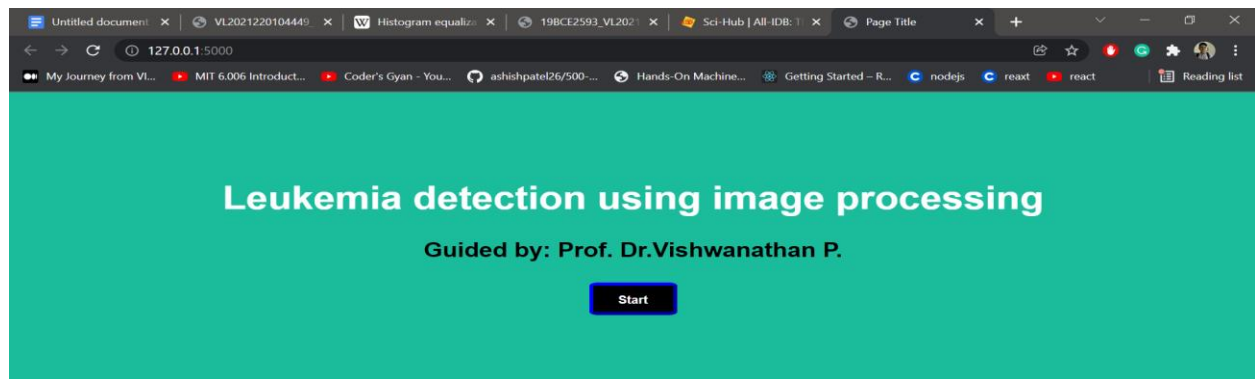 Untitled document VL2021220104449_ Histogram equaliza 19BCE2593_VL2021 Sci-Hub | All-IDB: T Page Title
127.0.0.1:5000
My Journey from VI... MIT 6.006 Introduct... Coder's Gyan - You... ashishpatel26/500-... Hands-On Machine... Getting Started – R... nodejs reaxt react Reading list
Leukemia detection using image processing
Guided by: Prof. Dr.Vishwanathan P.
Start